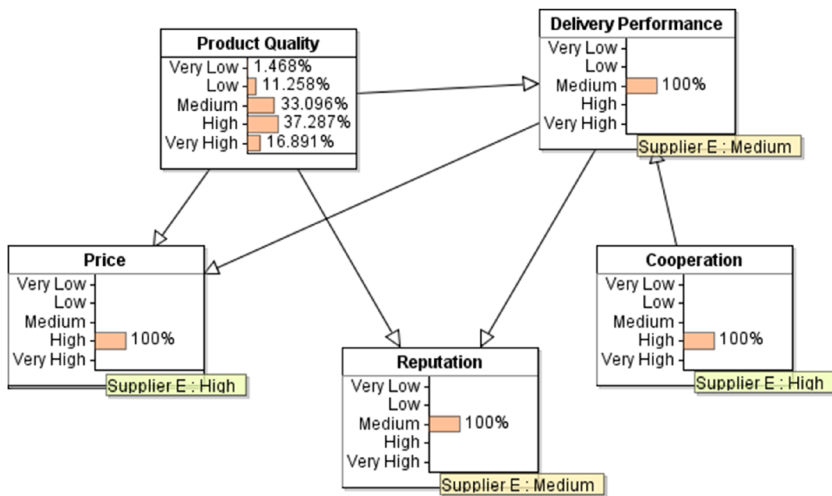 Product Quality
Very Low 1.468%
Low 11.258%
Medium 33.096%
High 37.287%
Very High 16.891%
Delivery Performance
Very Low
Low
Medium 100%
High
Very High
Supplier E : Medium
Price
Very Low
Low
Medium
High 100%
Very High
Supplier E : High
Reputation
Very Low
Low
Medium 100%
High
Very High
Supplier E : Medium
Cooperation
Very Low
Low
Medium
High 100%
Very High
Supplier E : High